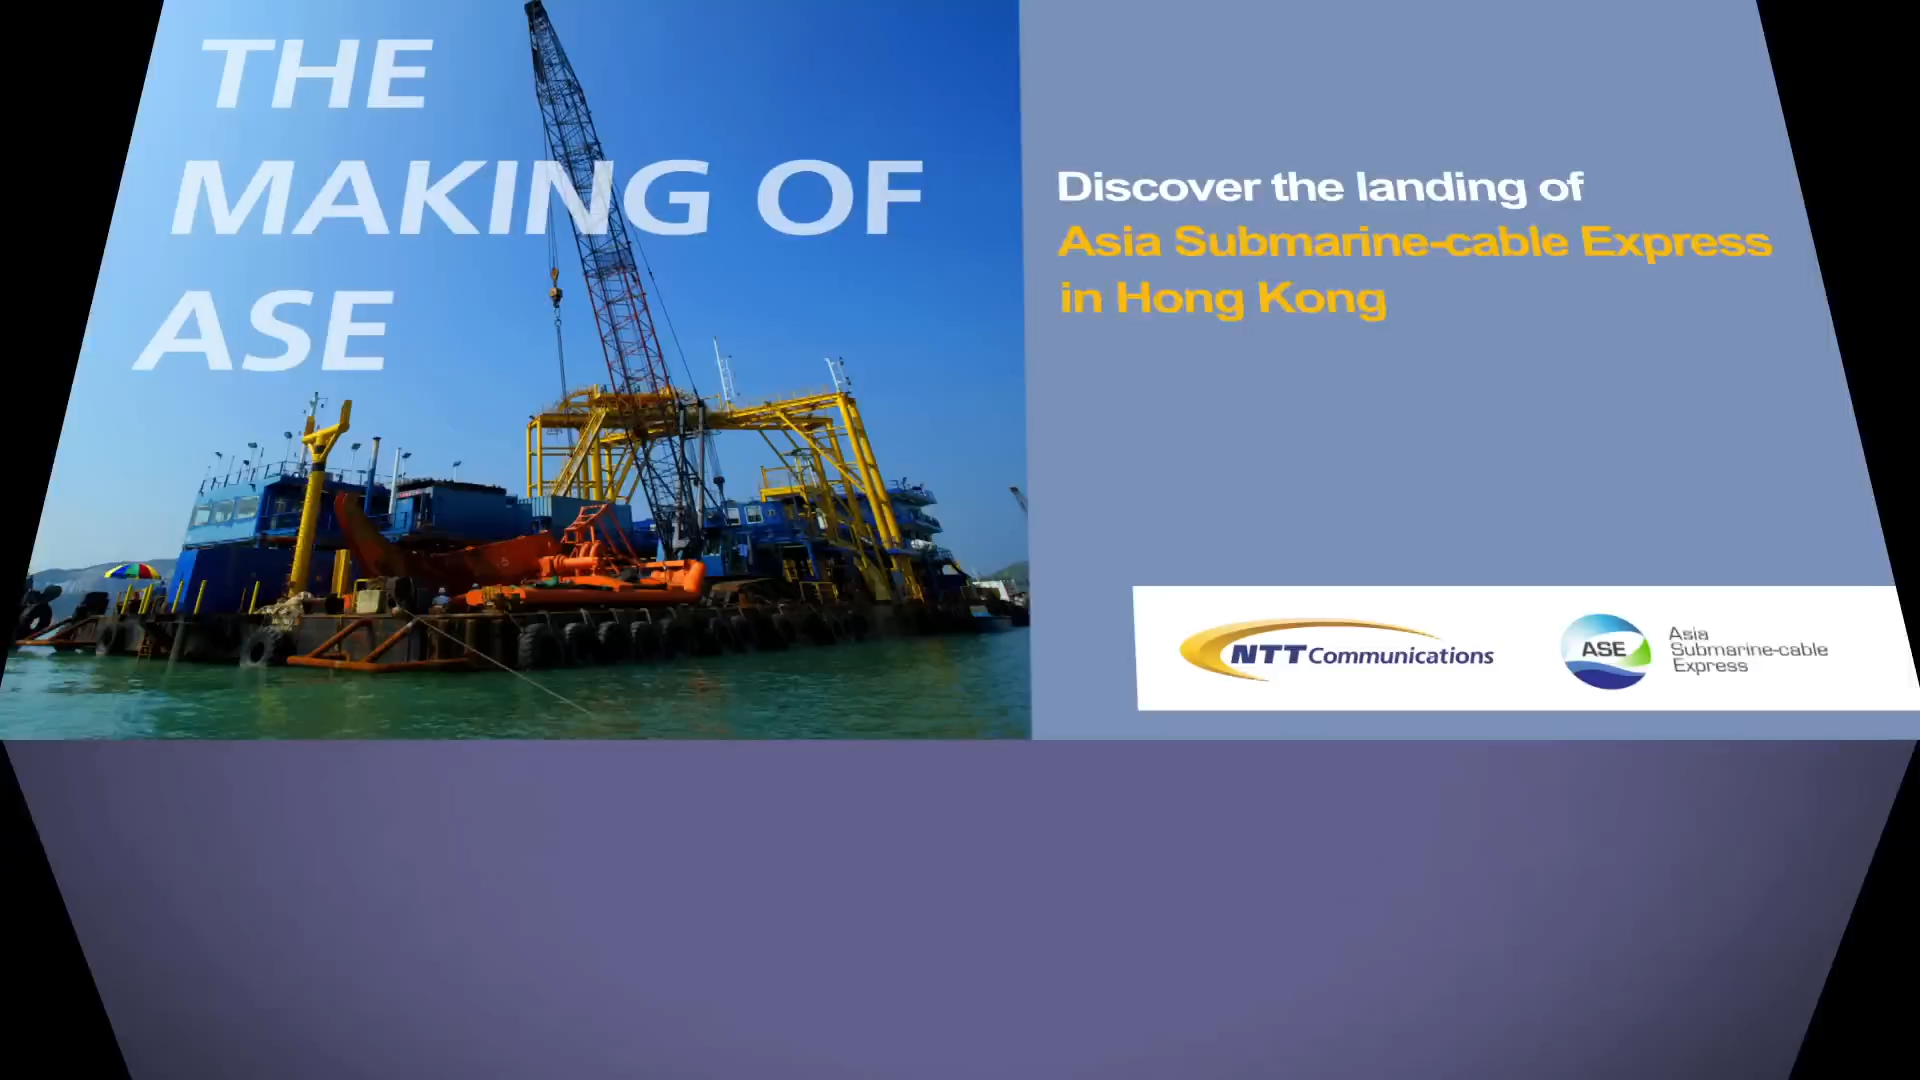 THE
MAKING OF
ASE
Discover the landing of
Asia Submarine-cable Express
in Hong Kong
NTT Communications
ASE
Asia
Submarine-cable
Express